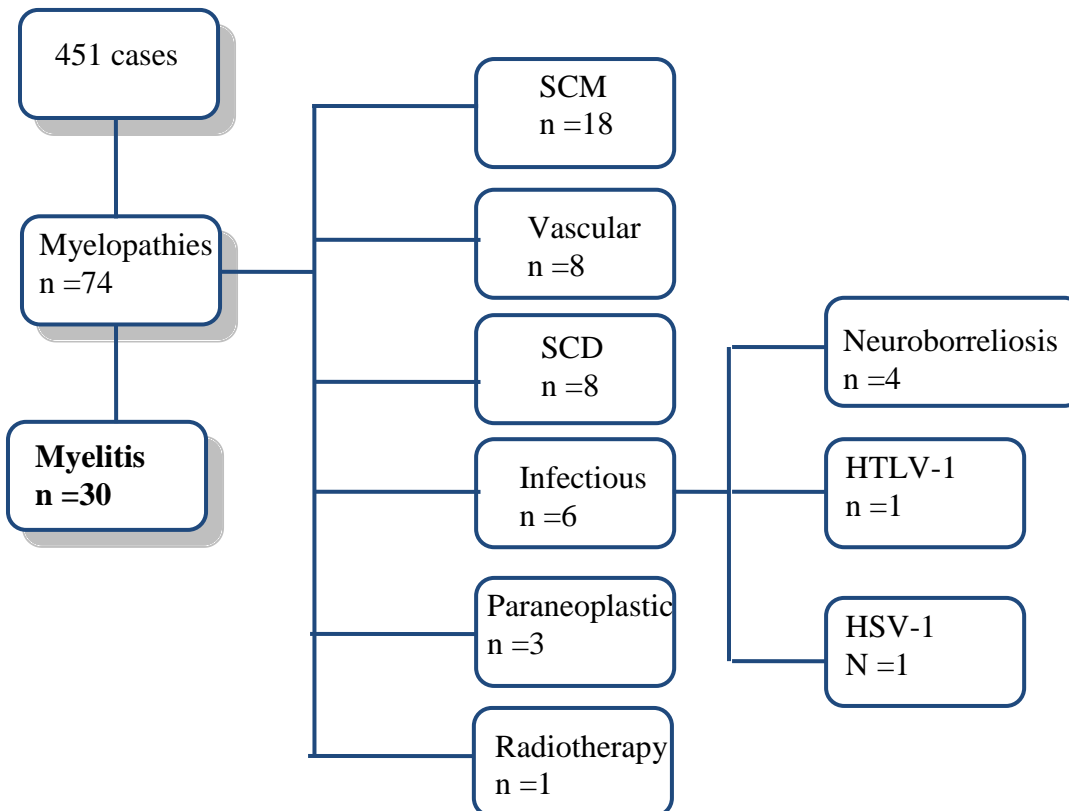 451 cases
Myelopathies
n =74
Myelitis
n =30
SCM
n =18
Vascular
n =8
SCD
n =8
Infectious
n =6
Paraneoplastic
n =3
Radiotherapy
n =1
Neuroborreliosis
n =4
HTLV-1
n =1
HSV-1
N =1